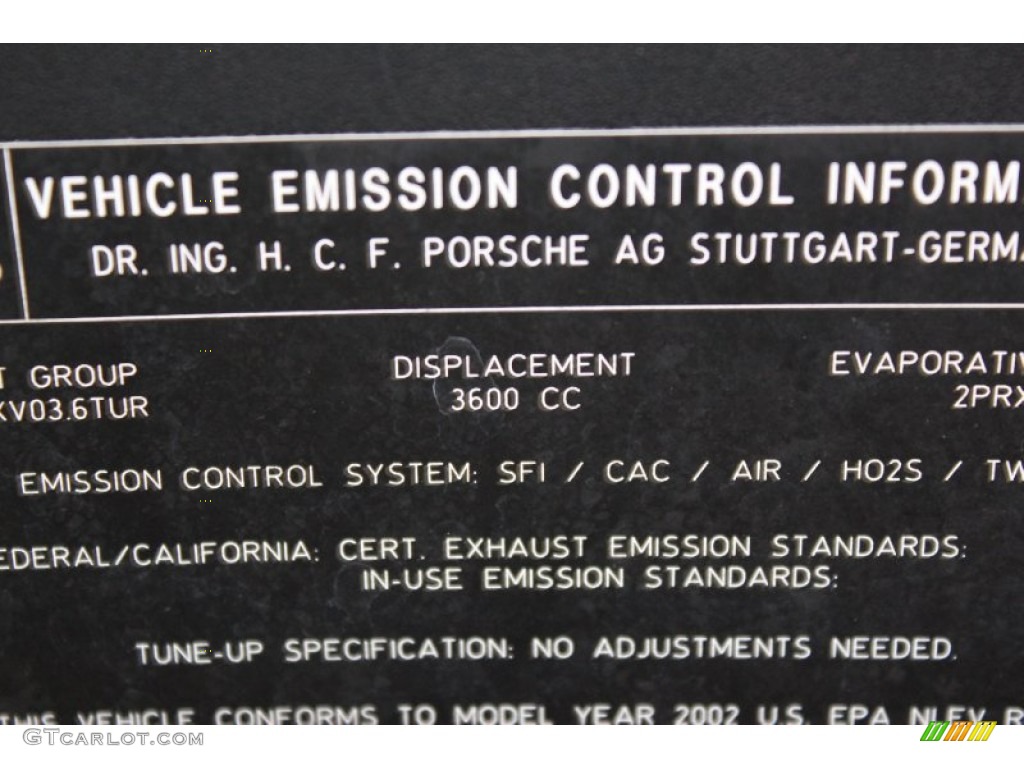 VEHICLE EMISSION CONTROL INFORM
DR. ING. H. C. F. PORSCHE AG STUTTGART-GERMA
T GROUP DISPLACEMENT EVAPORATIV
XV03.6TUR 3600 CC 2PRX
EMISSION CONTROL SYSTEM: SFI / CAC / AIR / HO2S / TW
EDERAL/CALIFORNIA: CERT. EXHAUST EMISSION STANDARDS:
IN-USE EMISSION STANDARDS:
TUNE-UP SPECIFICATION: NO ADJUSTMENTS NEEDED.
THIS VEHICLE CONFORMS TO MODEL YEAR 2002 U.S. EPA NLEV R
GTcarlot.com